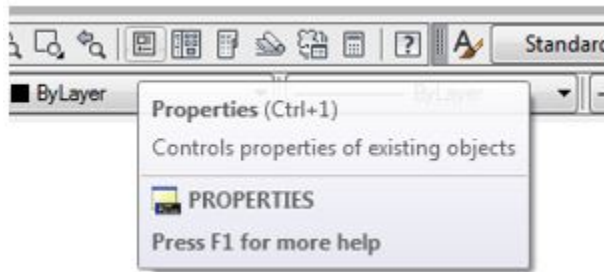 Standard
ByLayer
ByLayer
Properties (Ctrl+1)
Controls properties of existing objects
PROPERTIES
Press F1 for more help